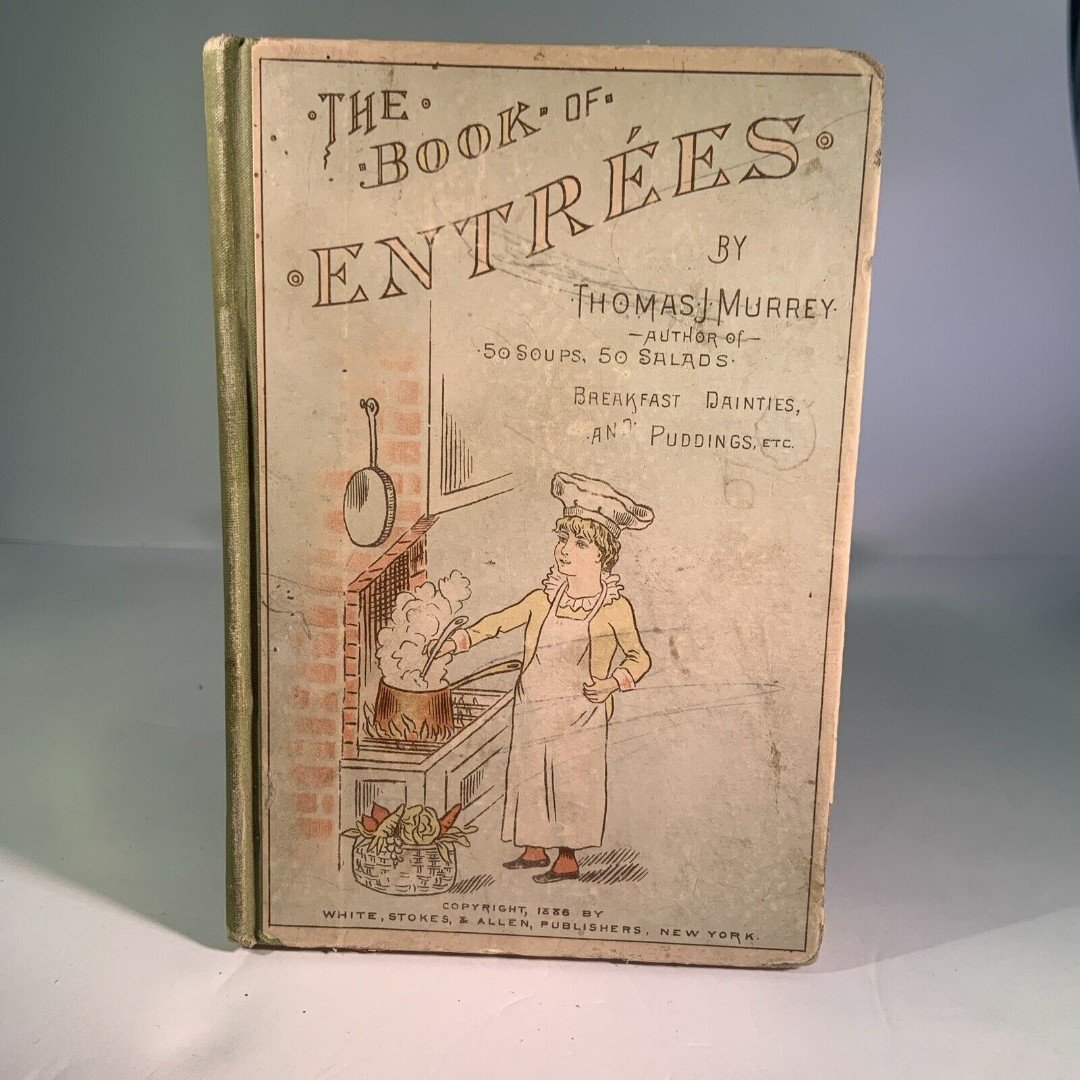 THE
BOOK OF
ENTRÉES
BY
THOMAS J. MURREY.
—AUTHOR OF—
50 SOUPS, 50 SALADS.
BREAKFAST DAINTIES,
AND PUDDINGS, ETC.
COPYRIGHT, 1886 BY
WHITE, STOKES, & ALLEN, PUBLISHERS, NEW YORK.